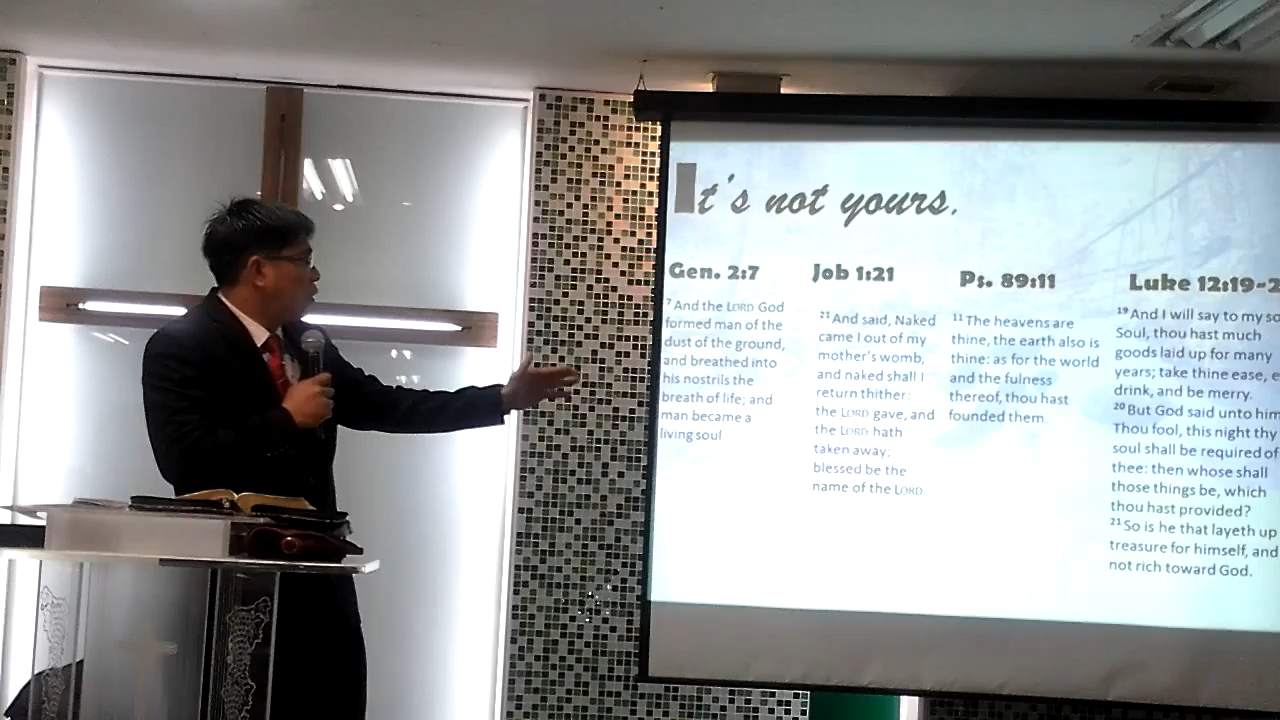 It's not yours.
Gen. 2:7
7 And the LORD God
formed man of the
dust of the ground,
and breathed into
his nostrils the
breath of life; and
man became a
living soul.
Job 1:21
21 And said, Naked
came I out of my
mother's womb,
and naked shall I
return thither:
the LORD gave, and
the LORD hath
taken away;
blessed be the
name of the LORD.
Ps. 89:11
11 The heavens are
thine, the earth also is
thine: as for the world
and the fulness
thereof, thou hast
founded them.
Luke 12:19-2
19 And I will say to my so
Soul, thou hast much
goods laid up for many
years; take thine ease, e
drink, and be merry.
20 But God said unto him
Thou fool, this night thy
soul shall be required of
thee: then whose shall
those things be, which
thou hast provided?
21 So is he that layeth up
treasure for himself, and
not rich toward God.